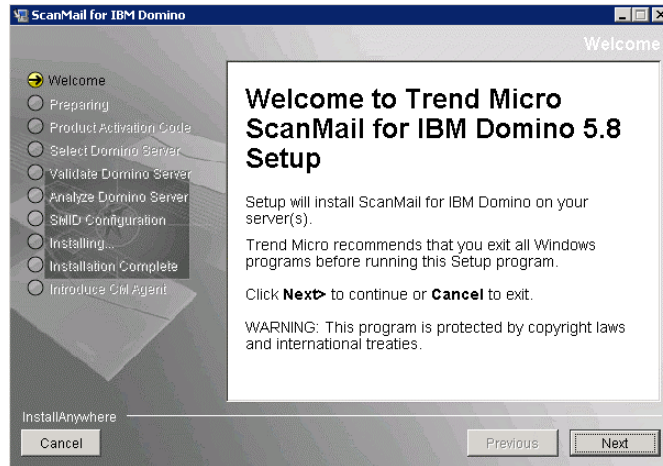 ScanMail for IBM Domino
Welcome
Welcome
Preparing
Product Activation Code
Select Domino Server
Validate Domino Server
Analyze Domino Server
SMID Configuration
Installing...
Installation Complete
Introduce CM Agent
Welcome to Trend Micro
ScanMail for IBM Domino 5.8
Setup
Setup will install ScanMail for IBM Domino on your
server(s).
Trend Micro recommends that you exit all Windows
programs before running this Setup program.
Click Next> to continue or Cancel to exit.
WARNING: This program is protected by copyright laws
and international treaties.
InstallAnywhere
Cancel
Previous
Next